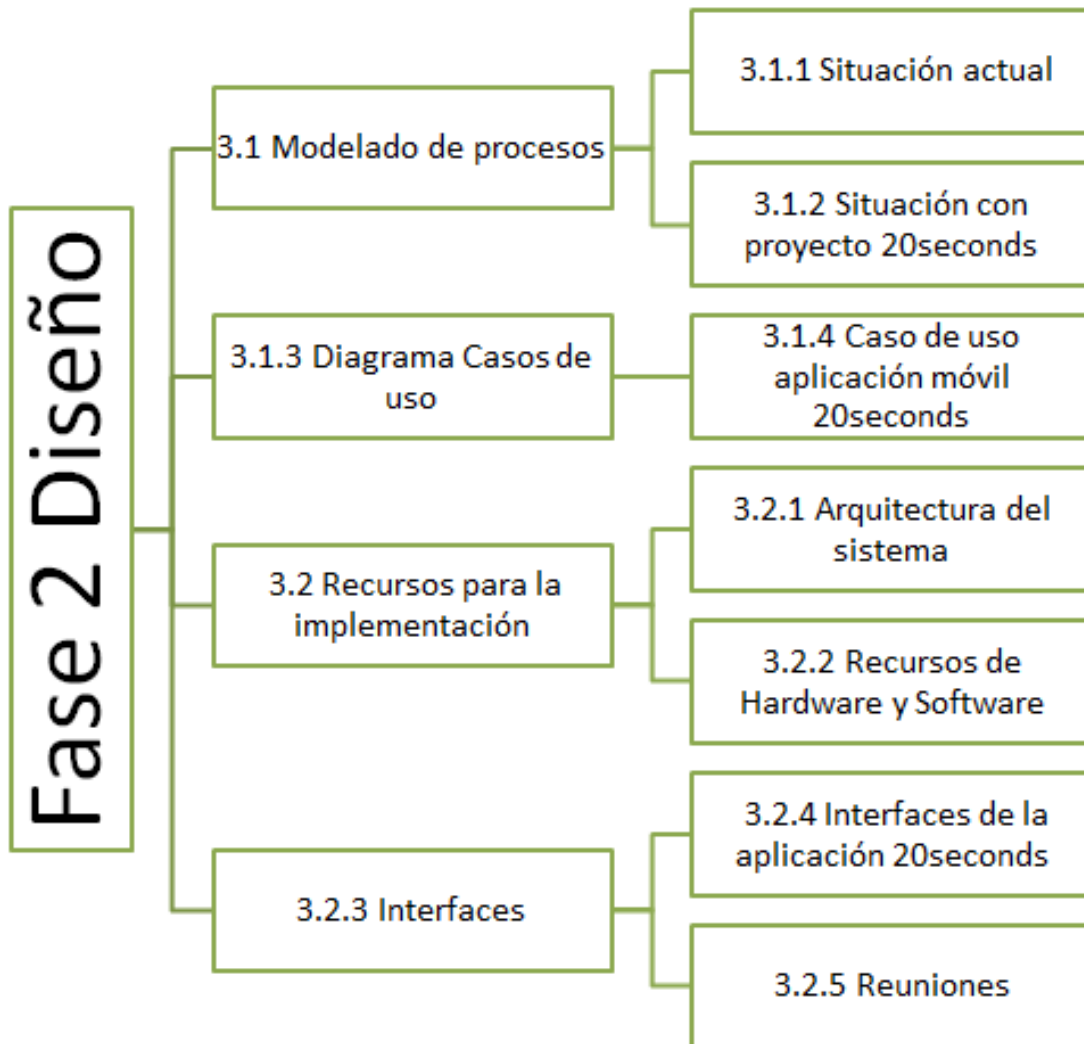 Fase 2 Diseño
3.1 Modelado de procesos
3.1.1 Situación actual
3.1.2 Situación con
proyecto 20seconds
3.1.3 Diagrama Casos de
uso
3.1.4 Caso de uso
aplicación móvil
20seconds
3.2 Recursos para la
implementación
3.2.1 Arquitectura del
sistema
3.2.2 Recursos de
Hardware y Software
3.2.3 Interfaces
3.2.4 Interfaces de la
aplicación 20seconds
3.2.5 Reuniones